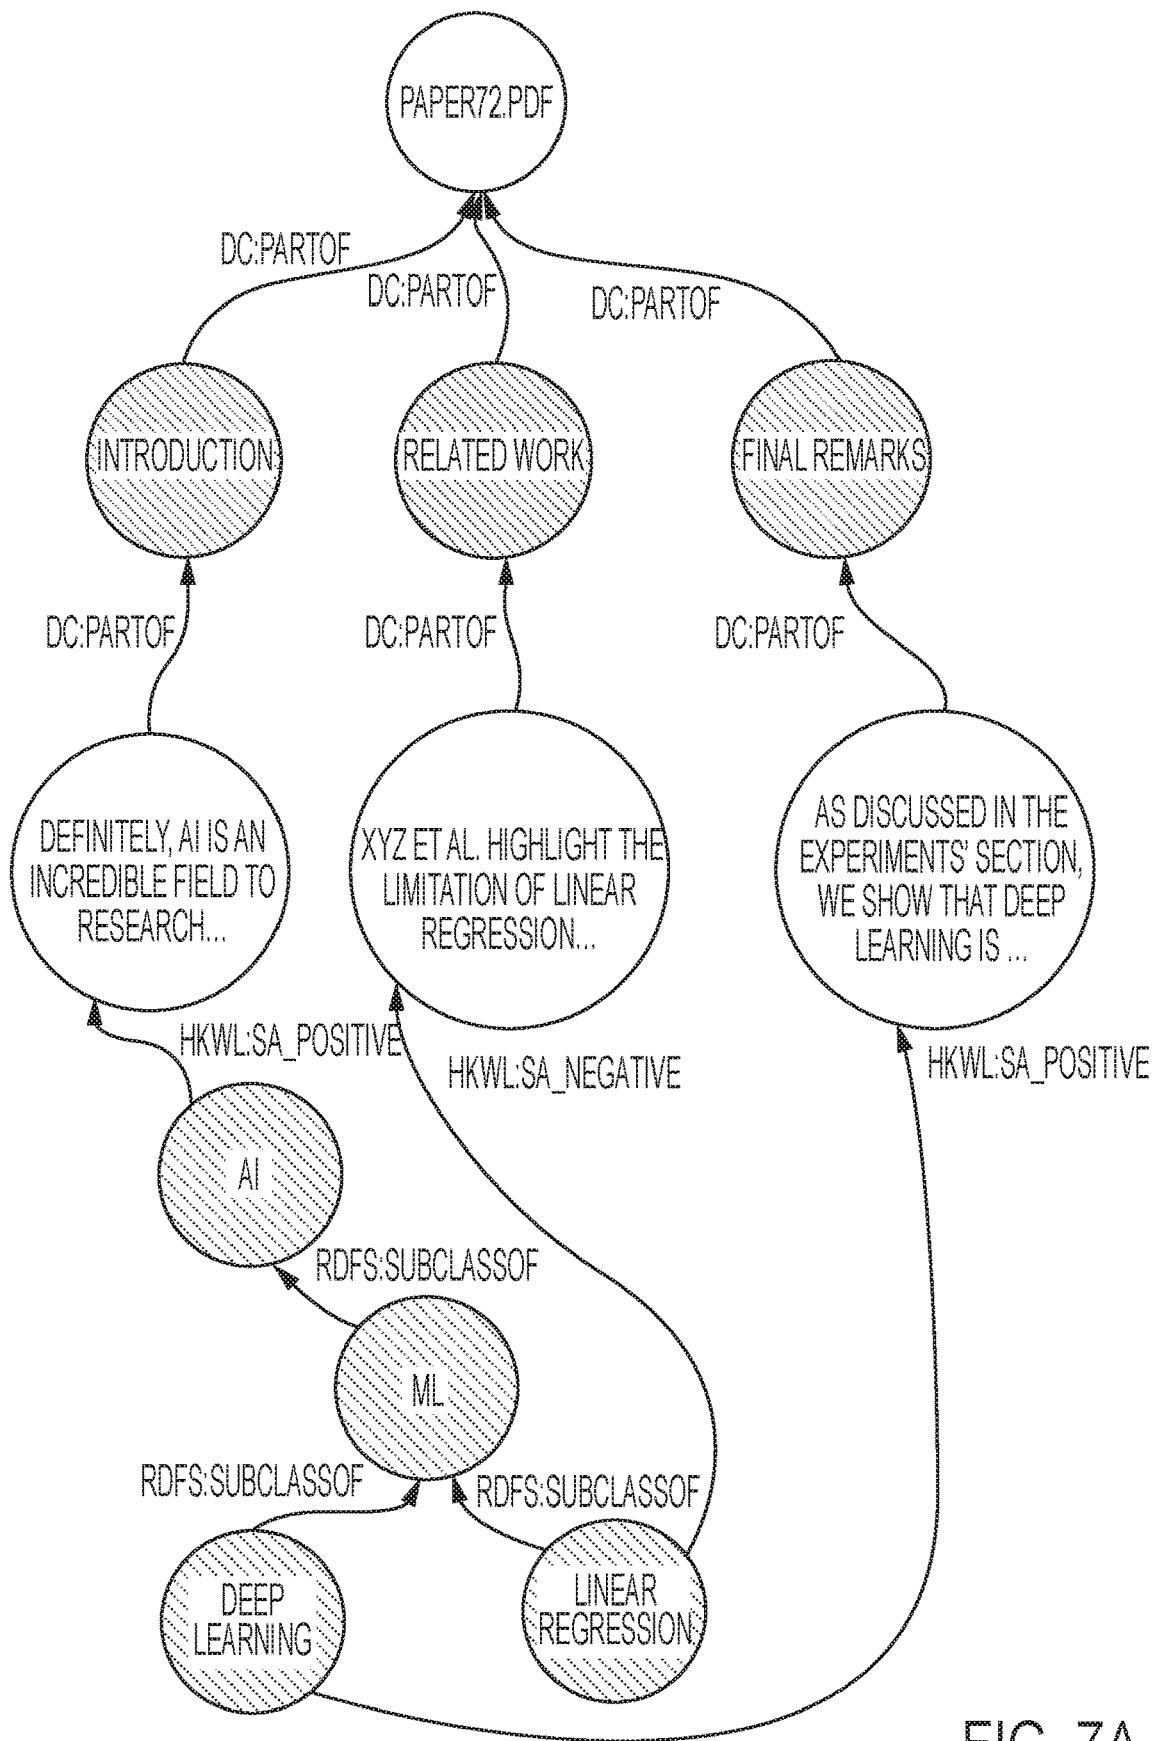 PAPER72.PDF
DC:PARTOF
DC:PARTOF
DC:PARTOF
INTRODUCTION
RELATED WORK
FINAL REMARKS
DC:PARTOF
DC:PARTOF
DC:PARTOF
DEFINITELY, AI IS AN
INCREDIBLE FIELD TO
RESEARCH...
XYZ ET AL. HIGHLIGHT THE
LIMITATION OF LINEAR
REGRESSION...
AS DISCUSSED IN THE
EXPERIMENTS' SECTION,
WE SHOW THAT DEEP
LEARNING IS ...
HKWL:SA_POSITIVE
HKWL:SA_NEGATIVE
HKWL:SA_POSITIVE
AI
RDFS:SUBCLASSOF
ML
RDFS:SUBCLASSOF
RDFS:SUBCLASSOF
DEEP
LEARNING
LINEAR
REGRESSION
FIG. 7A